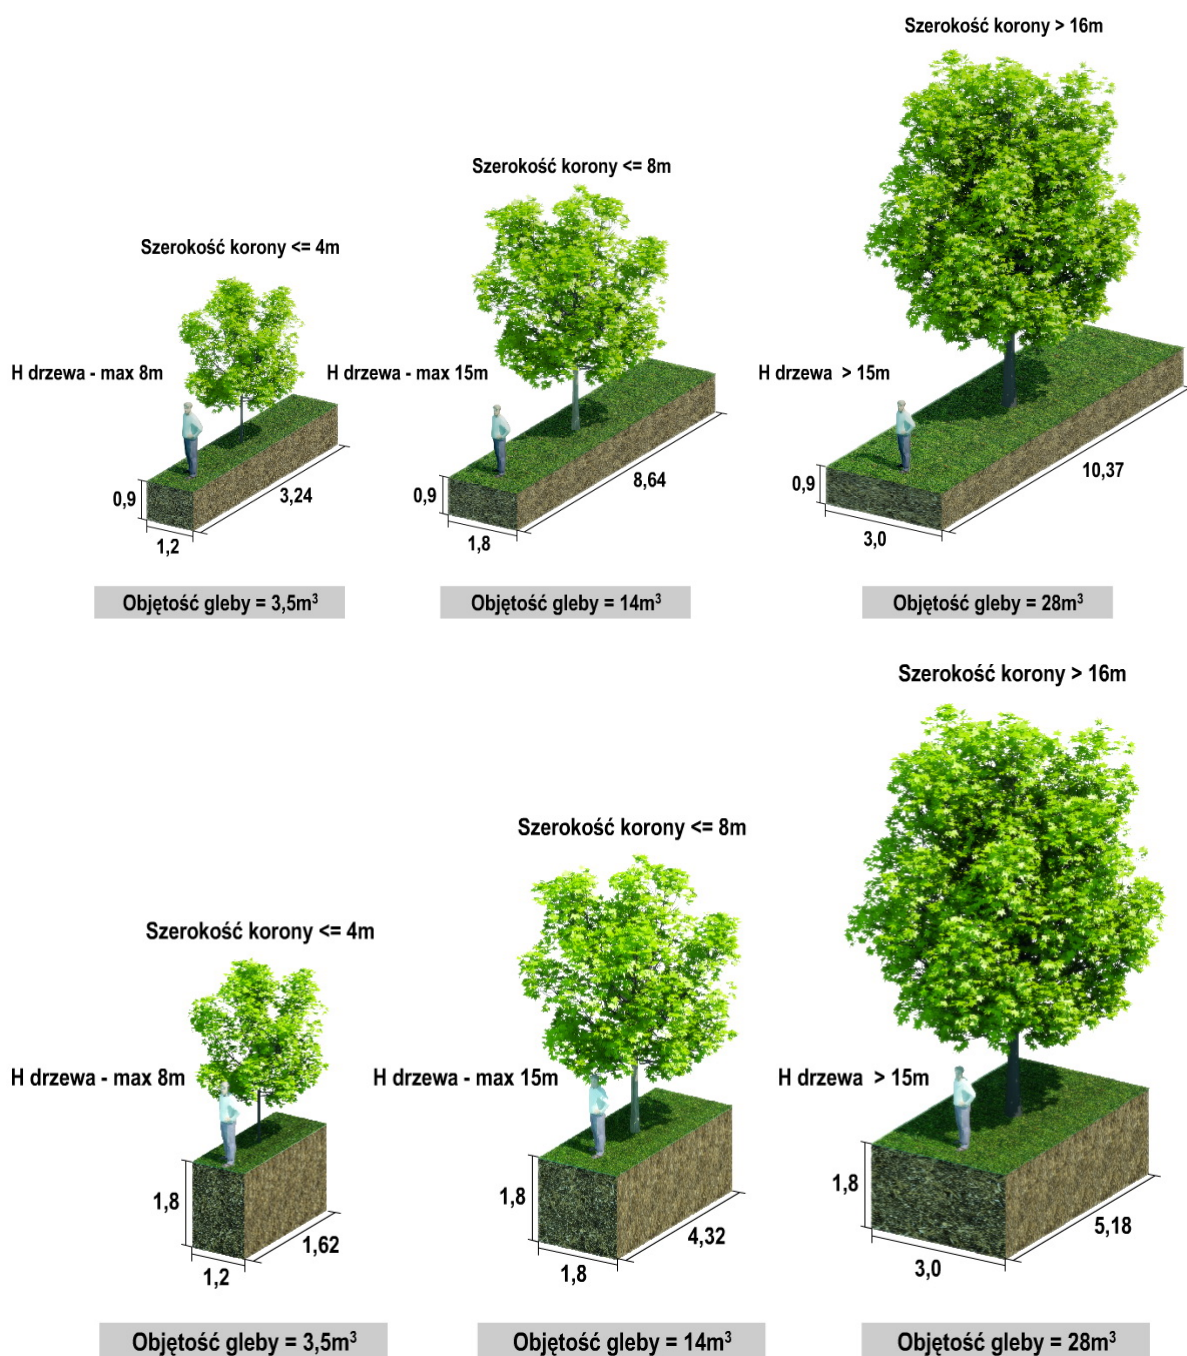 Szerokość korony > 16m
Szerokość korony <= 8m
Szerokość korony <= 4m
H drzewa - max 8m
H drzewa - max 15m
H drzewa > 15m
0,9
1,2
3,24
0,9
1,8
8,64
0,9
3,0
10,37
Objętość gleby = 3,5m³
Objętość gleby = 14m³
Objętość gleby = 28m³
Szerokość korony > 16m
Szerokość korony <= 8m
Szerokość korony <= 4m
H drzewa - max 8m
H drzewa - max 15m
H drzewa > 15m
1,8
1,2
1,62
1,8
1,8
4,32
1,8
3,0
5,18
Objętość gleby = 3,5m³
Objętość gleby = 14m³
Objętość gleby = 28m³